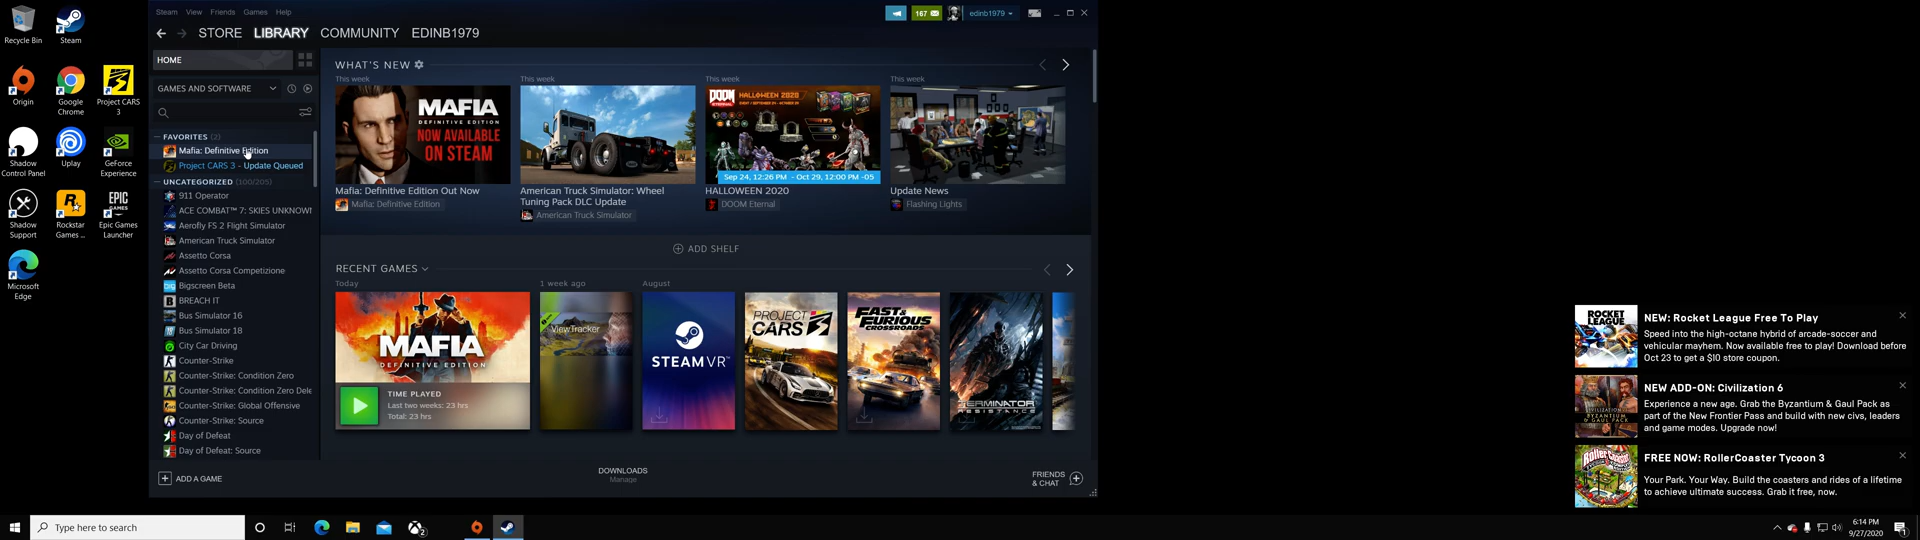 Recycle Bin
Steam
Origin
Google Chrome
Project CARS 3
Shadow Control Panel
Uplay
GeForce Experience
Shadow Support
Rockstar Games ...
Epic Games Launcher
Microsoft Edge
Steam View Friends Games Help
167
edinb1979
STORE LIBRARY COMMUNITY EDINB1979
HOME
GAMES AND SOFTWARE
FAVORITES (2)
Mafia: Definitive Edition
Project CARS 3 - Update Queued
UNCATEGORIZED (100/205)
911 Operator
ACE COMBAT™ 7: SKIES UNKNOWN
Aerofly FS 2 Flight Simulator
American Truck Simulator
Assetto Corsa
Assetto Corsa Competizione
Bigscreen Beta
BREACH IT
Bus Simulator 16
Bus Simulator 18
City Car Driving
Counter-Strike
Counter-Strike: Condition Zero
Counter-Strike: Condition Zero Dele
Counter-Strike: Global Offensive
Counter-Strike: Source
Day of Defeat
Day of Defeat: Source
ADD A GAME
WHAT'S NEW
This week
MAFIA
DEFINITIVE EDITION
NOW AVAILABLE
ON STEAM
Mafia: Definitive Edition Out Now
Mafia: Definitive Edition
This week
American Truck Simulator: Wheel
Tuning Pack DLC Update
American Truck Simulator
This week
DOOM
ETERNAL
HALLOWEEN 2020
Sep 24, 12:26 PM - Oct 29, 12:00 PM -05
HALLOWEEN 2020
DOOM Eternal
This week
Update News
Flashing Lights
ADD SHELF
RECENT GAMES
Today
MAFIA
DEFINITIVE EDITION
TIME PLAYED
Last two weeks: 23 hrs
Total: 23 hrs
1 week ago
ViewTracker
August
STEAM VR™
PROJECT
CARS 3
FAST &
FURIOUS
CROSSROADS
TERMINATOR
RESISTANCE
DOWNLOADS
Manage
FRIENDS
& CHAT
ROCKET
LEAGUE
NEW: Rocket League Free To Play
Speed into the high-octane hybrid of arcade-soccer and
vehicular mayhem. Now available free to play! Download before
Oct 23 to get a $10 store coupon.
CIVILIZATION VI
BYZANTIUM
& GAUL PACK
NEW ADD-ON: Civilization 6
Experience a new age. Grab the Byzantium & Gaul Pack as
part of the New Frontier Pass and build with new civs, leaders
and game modes. Upgrade now!
RollerCoaster
Tycoon
FREE NOW: RollerCoaster Tycoon 3
Your Park. Your Way. Build the coasters and rides of a lifetime
to achieve ultimate success. Grab it free, now.
Type here to search
2
6:14 PM
9/27/2020
1